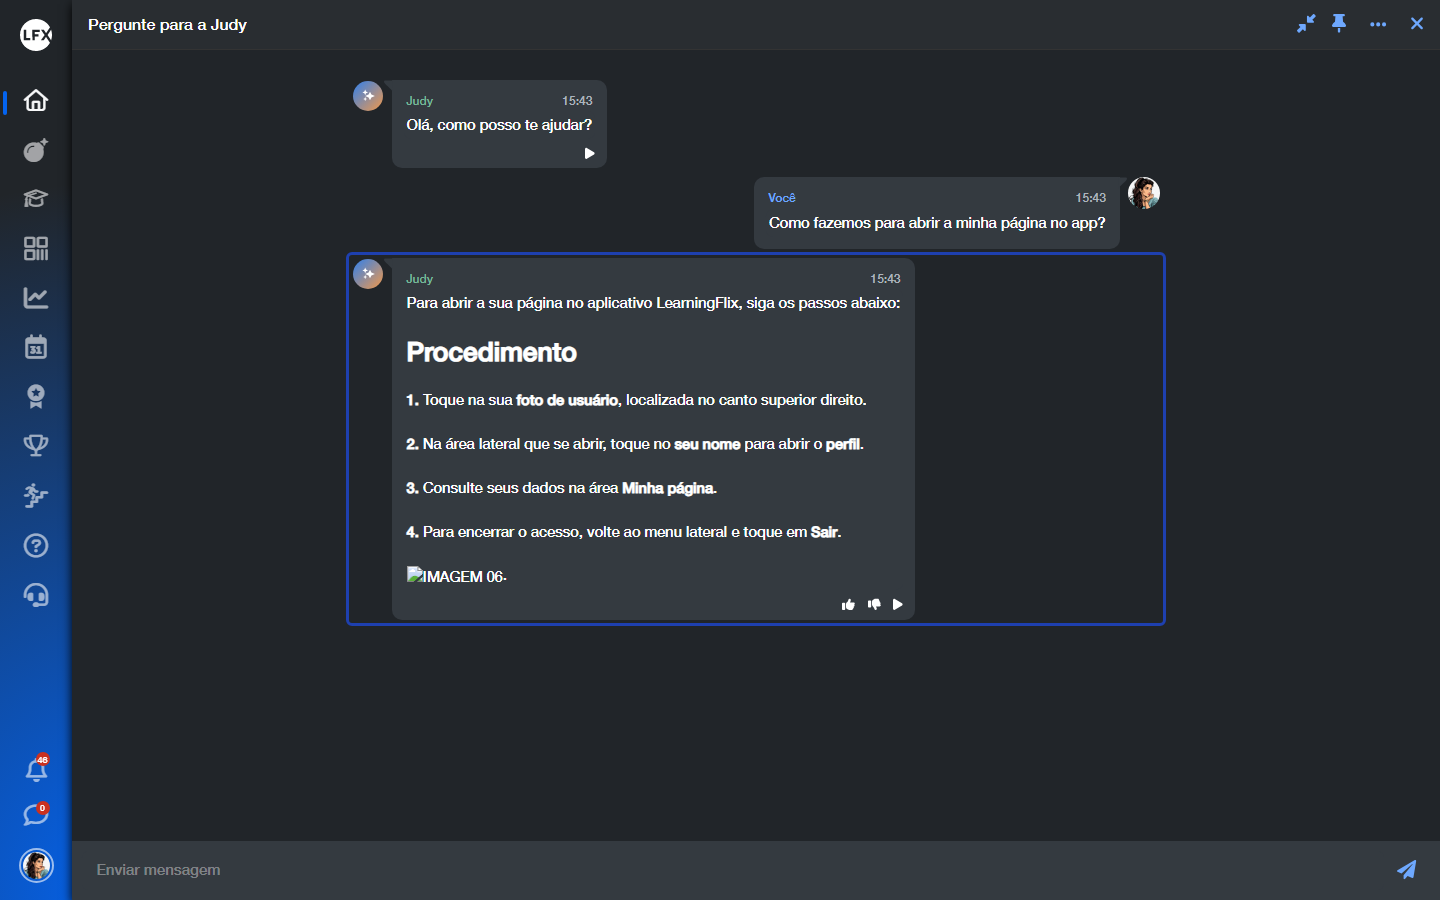 LFX
Pergunte para a Judy
Judy 15:43
Olá, como posso te ajudar?
Você 15:43
Como fazemos para abrir a minha página no app?
Judy 15:43
Para abrir a sua página no aplicativo LearningFlix, siga os passos abaixo:
Procedimento
1. Toque na sua foto de usuário, localizada no canto superior direito.
2. Na área lateral que se abrir, toque no seu nome para abrir o perfil.
3. Consulte seus dados na área Minha página.
4. Para encerrar o acesso, volte ao menu lateral e toque em Sair.
IMAGEM 06.
31
48
0
Enviar mensagem